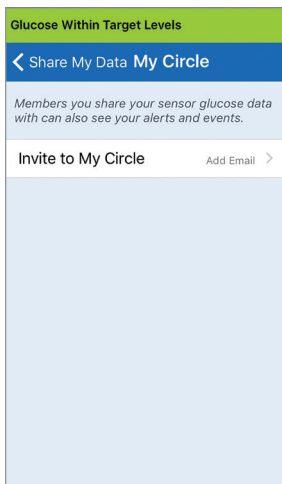 Glucose Within Target Levels
Share My Data My Circle
Members you share your sensor glucose data
with can also see your alerts and events.
Invite to My Circle Add Email